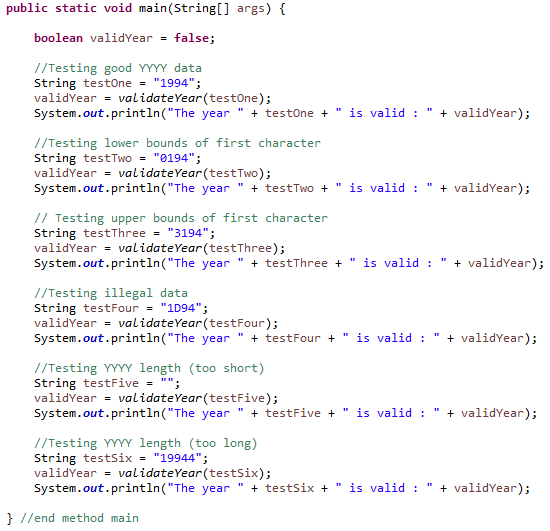 public static void main(String[] args) {
boolean validYear = false;
//Testing good YYYY data
String testOne = "1994";
validYear = validateYear(testOne);
System.out.println("The year " + testOne + " is valid : " + validYear);
//Testing lower bounds of first character
String testTwo = "0194";
validYear = validateYear(testTwo);
System.out.println("The year " + testTwo + " is valid : " + validYear);
// Testing upper bounds of first character
String testThree = "3194";
validYear = validateYear(testThree);
System.out.println("The year " + testThree + " is valid : " + validYear);
//Testing illegal data
String testFour = "1D94";
validYear = validateYear(testFour);
System.out.println("The year " + testFour + " is valid : " + validYear);
//Testing YYYY length (too short)
String testFive = "";
validYear = validateYear(testFive);
System.out.println("The year " + testFive + " is valid : " + validYear);
//Testing YYYY length (too long)
String testSix = "19944";
validYear = validateYear(testSix);
System.out.println("The year " + testSix + " is valid : " + validYear);
} //end method main